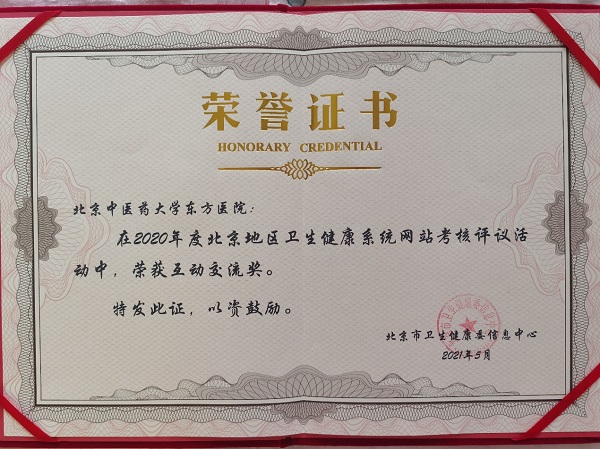 荣誉证书
HONORARY CREDENTIAL
北京中医药大学东方医院：
在2020年度北京地区卫生健康系统网站考核评议活
动中，荣获互动交流奖。
特发此证，以资鼓励。
北京市卫生健康委信息中心
2021年5月